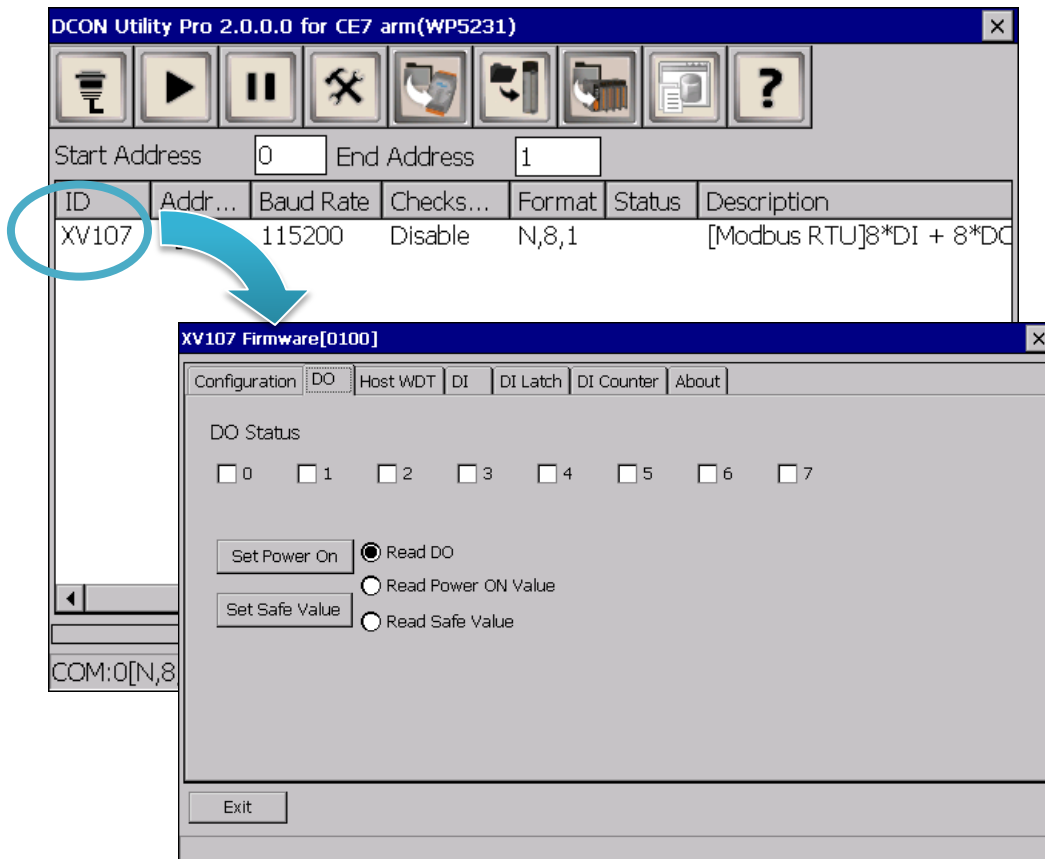 DCON Utility Pro 2.0.0.0 for CE7 arm(WP5231)
?
Start Address 0 End Address 1
ID Addr... Baud Rate Checks... Format Status Description
XV107 115200 Disable N,8,1 [Modbus RTU]8*DI + 8*DO
XV107 Firmware[0100]
Configuration DO Host WDT DI DI Latch DI Counter About
DO Status
0 1 2 3 4 5 6 7
Set Power On Read DO
Read Power ON Value
Set Safe Value Read Safe Value
COM:0[N,8,
Exit